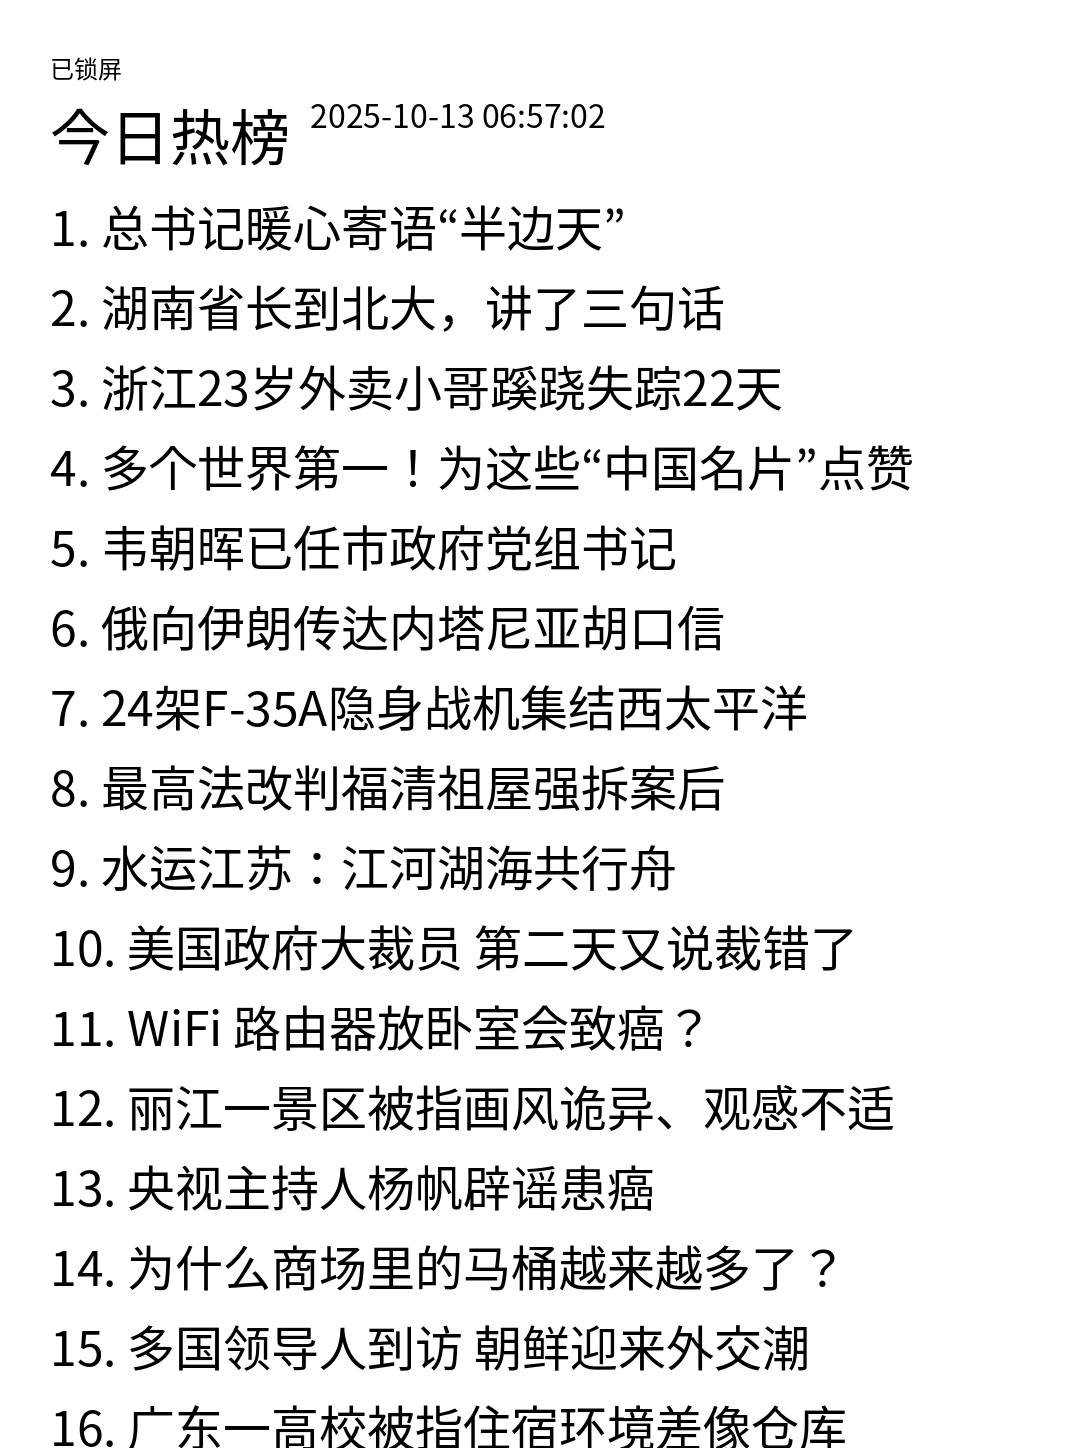 已锁屏
今日热榜 2025-10-13 06:57:02
1. 总书记暖心寄语“半边天”
2. 湖南省长到北大，讲了三句话
3. 浙江23岁外卖小哥蹊跷失踪22天
4. 多个世界第一！为这些“中国名片”点赞
5. 韦朝晖已任市政府党组书记
6. 俄向伊朗传达内塔尼亚胡口信
7. 24架F-35A隐身战机集结西太平洋
8. 最高法改判福清祖屋强拆案后
9. 水运江苏：江河湖海共行舟
10. 美国政府大裁员 第二天又说裁错了
11. WiFi 路由器放卧室会致癌？
12. 丽江一景区被指画风诡异、观感不适
13. 央视主持人杨帆辟谣患癌
14. 为什么商场里的马桶越来越多了？
15. 多国领导人到访 朝鲜迎来外交潮
16. 广东一高校被指住宿环境差像仓库